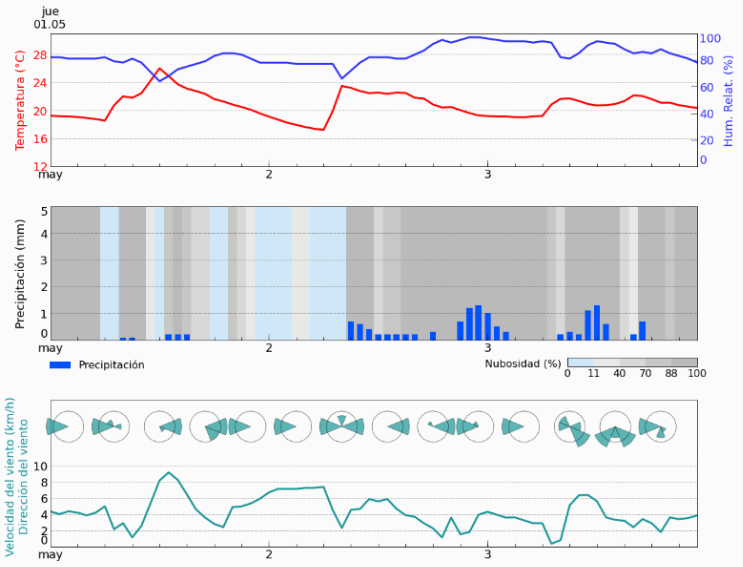 jue
01.05
Temperatura (°C)
28
24
20
16
12
100
80
60
40
20
0
Hum. Relat. (%)
may
2
3
Precipitación (mm)
5
4
3
2
1
0
may
2
3
Precipitación
Nubosidad (%)
0 11 40 70 88 100
Velocidad del viento (km/h)
Dirección del viento
10
8
6
4
2
0
may
2
3